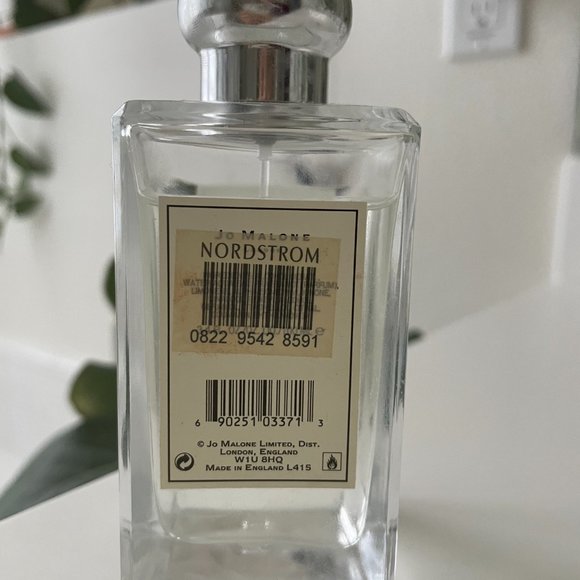 JO MALONE
NORDSTROM
0822 9542 8591
6 90251 03371 3
© JO MALONE LIMITED, DIST.
LONDON, ENGLAND
W1U 8HQ
MADE IN ENGLAND L415